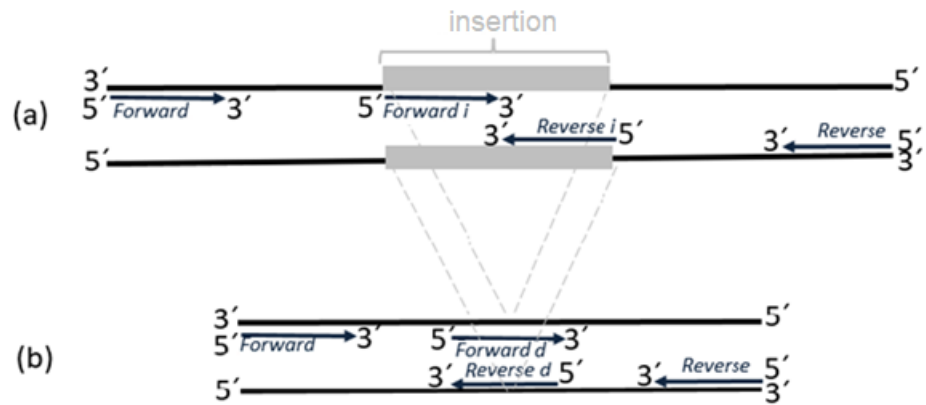 insertion
3′ 5′
(a) 5′ Forward 3′ 5′ Forward i 3′
3′ Reverse i 5′ 3′ Reverse 5′
5′ 3′
3′ 5′
(b) 5′ Forward 3′ 5′ Forward d 3′
3′ Reverse d 5′ 3′ Reverse 5′
5′ 3′